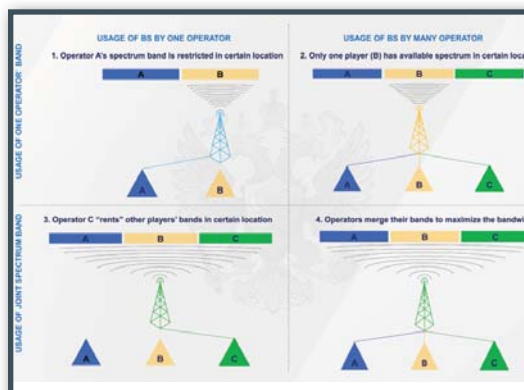 USAGE OF BS BY ONE OPERATOR
USAGE OF BS BY MANY OPERATOR
USAGE OF ONE OPERATOR' BAND
1. Operator A's spectrum band is restricted in certain location
A B
A B
2. Only one player (B) has available spectrum in certain loca
A B C
A B C
USAGE OF JOINT SPECTRUM BAND
3. Operator C "rents" other players' bands in certain location
A B C
A B C
4. Operators merge their bands to maximize the bandwi
A B C
A B C